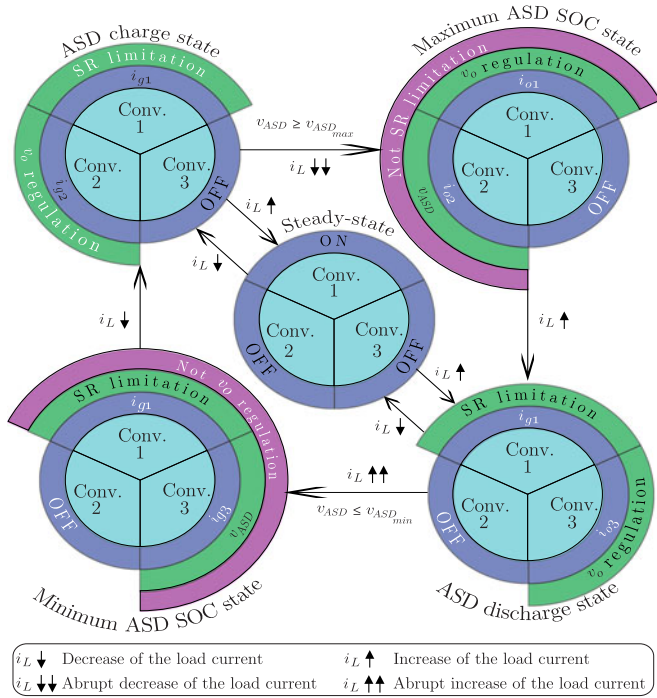 ASD charge state
SR limitation
i_g1
Conv.
1
Conv.
2
Conv.
3
i_g2
v_o regulation
OFF
v_ASD ≥ v_ASD_max
i_L ↓↓
Maximum ASD SOC state
Not SR limitation
v_o regulation
i_o1
Conv.
1
Conv.
2
Conv.
3
i_o2
v_ASD
OFF
i_L ↑
i_L ↓
Steady-state
ON
Conv.
1
Conv.
2
Conv.
3
OFF
OFF
i_L ↓
i_L ↑
i_L ↑
i_L ↓
Not v_o regulation
SR limitation
i_g1
Conv.
1
Conv.
2
Conv.
3
OFF
i_g3
v_ASD
Minimum ASD SOC state
i_L ↑↑
v_ASD ≤ v_ASD_min
SR limitation
i_g1
Conv.
1
Conv.
2
Conv.
3
OFF
i_o3
v_o regulation
ASD discharge state
i_L ↓ Decrease of the load current
i_L ↑ Increase of the load current
i_L ↓↓ Abrupt decrease of the load current
i_L ↑↑ Abrupt increase of the load current